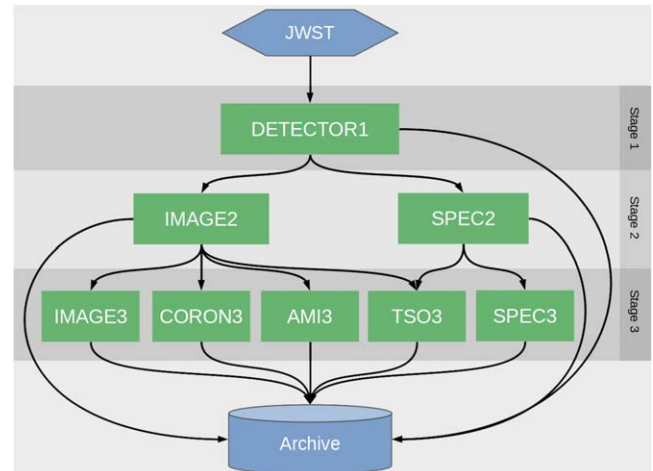 JWST
DETECTOR1
Stage 1
IMAGE2
SPEC2
Stage 2
IMAGE3
CORON3
AMI3
TSO3
SPEC3
Stage 3
Archive